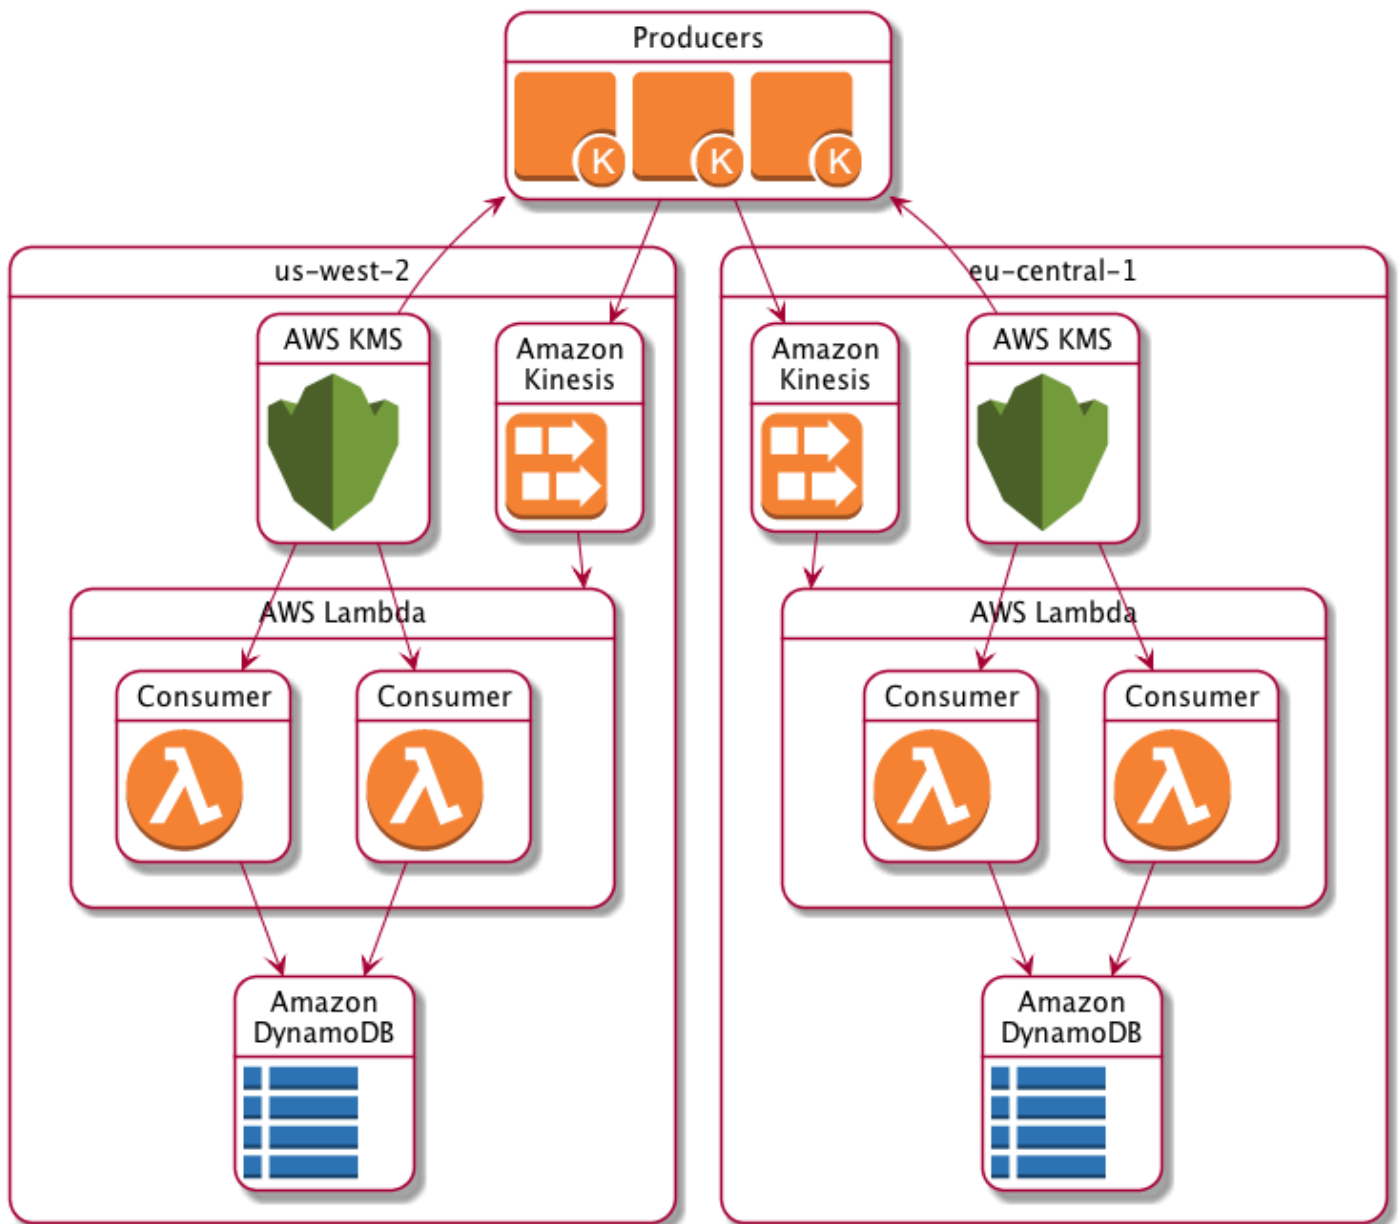 Producers
K K K
us-west-2
AWS KMS
Amazon
Kinesis
AWS Lambda
Consumer
Consumer
λ λ
Amazon
DynamoDB
eu-central-1
Amazon
Kinesis
AWS KMS
AWS Lambda
Consumer
Consumer
λ λ
Amazon
DynamoDB